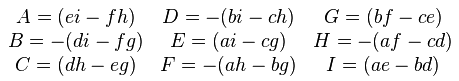 A = (ei − fh) D = −(bi − ch) G = (bf − ce)
B = −(di − fg) E = (ai − cg) H = −(af − cd)
C = (dh − eg) F = −(ah − bg) I = (ae − bd)